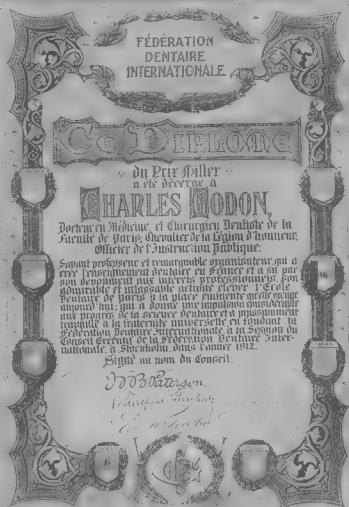 FÉDÉRATION
DENTAIRE
INTERNATIONALE
Ce Diplome
du Prix Miller
a été décerné à
CHARLES GODON,
Docteur en Médicine, et Chirurgien Dentiste de la
Faculté de Paris, Chevalier de la Légion d'honneur,
Officier de l'Instruction Publique:
Savant professeur et remarquable organisateur, qui a
créé l'enseignement dentaire en France et a su par
son dévouement aux intérêts professionnels, son
admirable et inlassable activité élever l'École
Dentaire de Paris à la place éminente qu'elle occupe
aujourd'hui, qui a donné une impulsion considérable
aux progrès de la science dentaire et a puissamment
travaillé à la fraternité universelle en fondant la
Fédération Dentaire Internationale, à la Session du
Conseil Exécutif de la Fédération Dentaire Inter-
nationale, à Stockholm, dans l'année 1912.
Signé au nom du Conseil:
Paterson.